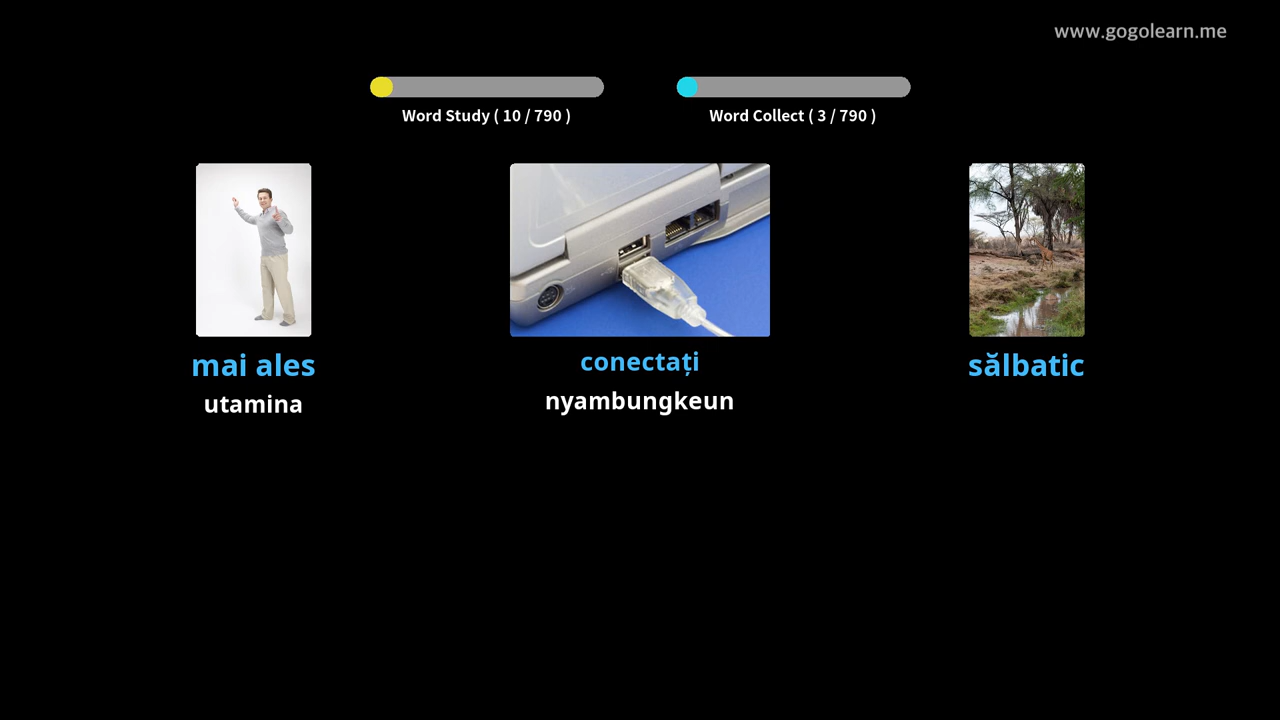 www.gogolearn.me
Word Study ( 10 / 790 )
Word Collect ( 3 / 790 )
mai ales
utamina
conectați
nyambungkeun
sălbatic